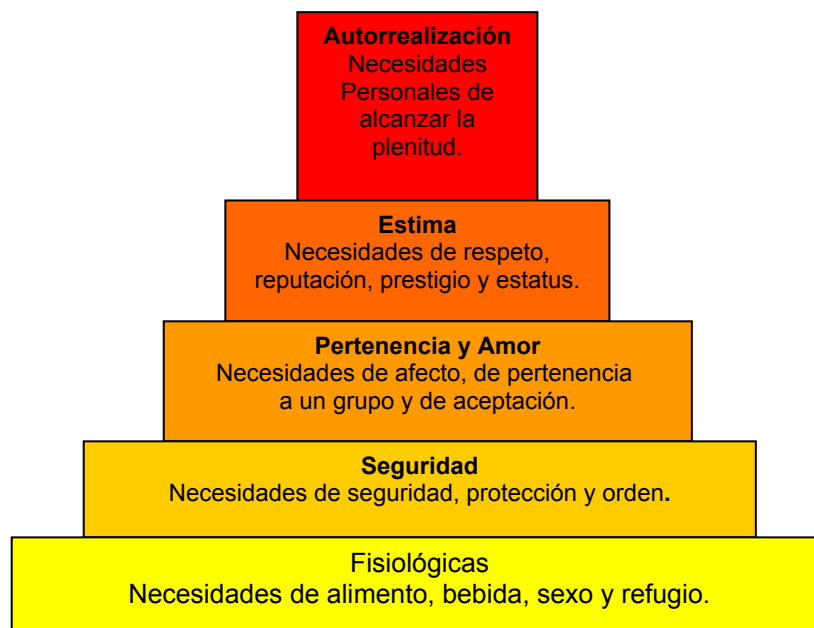 Autorrealización
Necesidades
Personales de
alcanzar la
plenitud.
Estima
Necesidades de respeto,
reputación, prestigio y estatus.
Pertenencia y Amor
Necesidades de afecto, de pertenencia
a un grupo y de aceptación.
Seguridad
Necesidades de seguridad, protección y orden.
Fisiológicas
Necesidades de alimento, bebida, sexo y refugio.